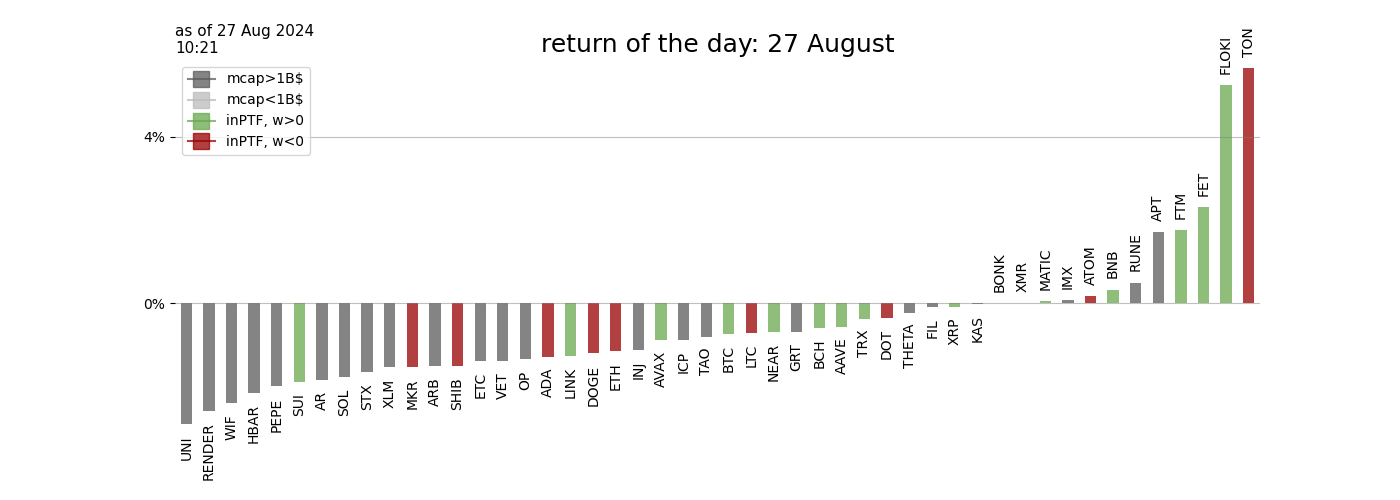 as of 27 Aug 2024
10:21
return of the day: 27 August
mcap>1B$
mcap<1B$
inPTF, w>0
inPTF, w<0
4%
0%
UNI
RENDER
WIF
HBAR
PEPE
SUI
AR
SOL
STX
XLM
MKR
ARB
SHIB
ETC
VET
OP
ADA
LINK
DOGE
ETH
INJ
AVAX
ICP
TAO
BTC
LTC
NEAR
GRT
BCH
AAVE
TRX
DOT
THETA
FIL
XRP
KAS
BONK
XMR
MATIC
IMX
ATOM
BNB
RUNE
APT
FTM
FET
FLOKI
TON